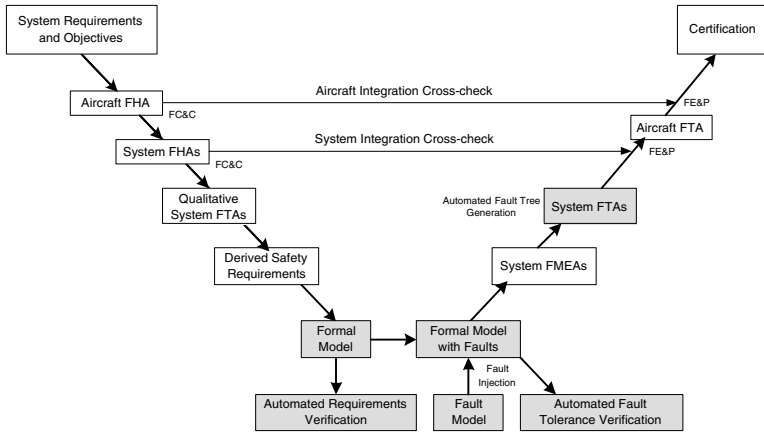 System Requirements
and Objectives
Certification
Aircraft Integration Cross-check
Aircraft FHA
FC&C
FE&P
Aircraft FTA
System Integration Cross-check
System FHAs
FC&C
FE&P
Qualitative
System FTAs
Automated Fault Tree
Generation
System FTAs
Derived Safety
Requirements
System FMEAs
Formal
Model
Formal Model
with Faults
Fault
Injection
Automated Requirements
Verification
Fault
Model
Automated Fault
Tolerance Verification